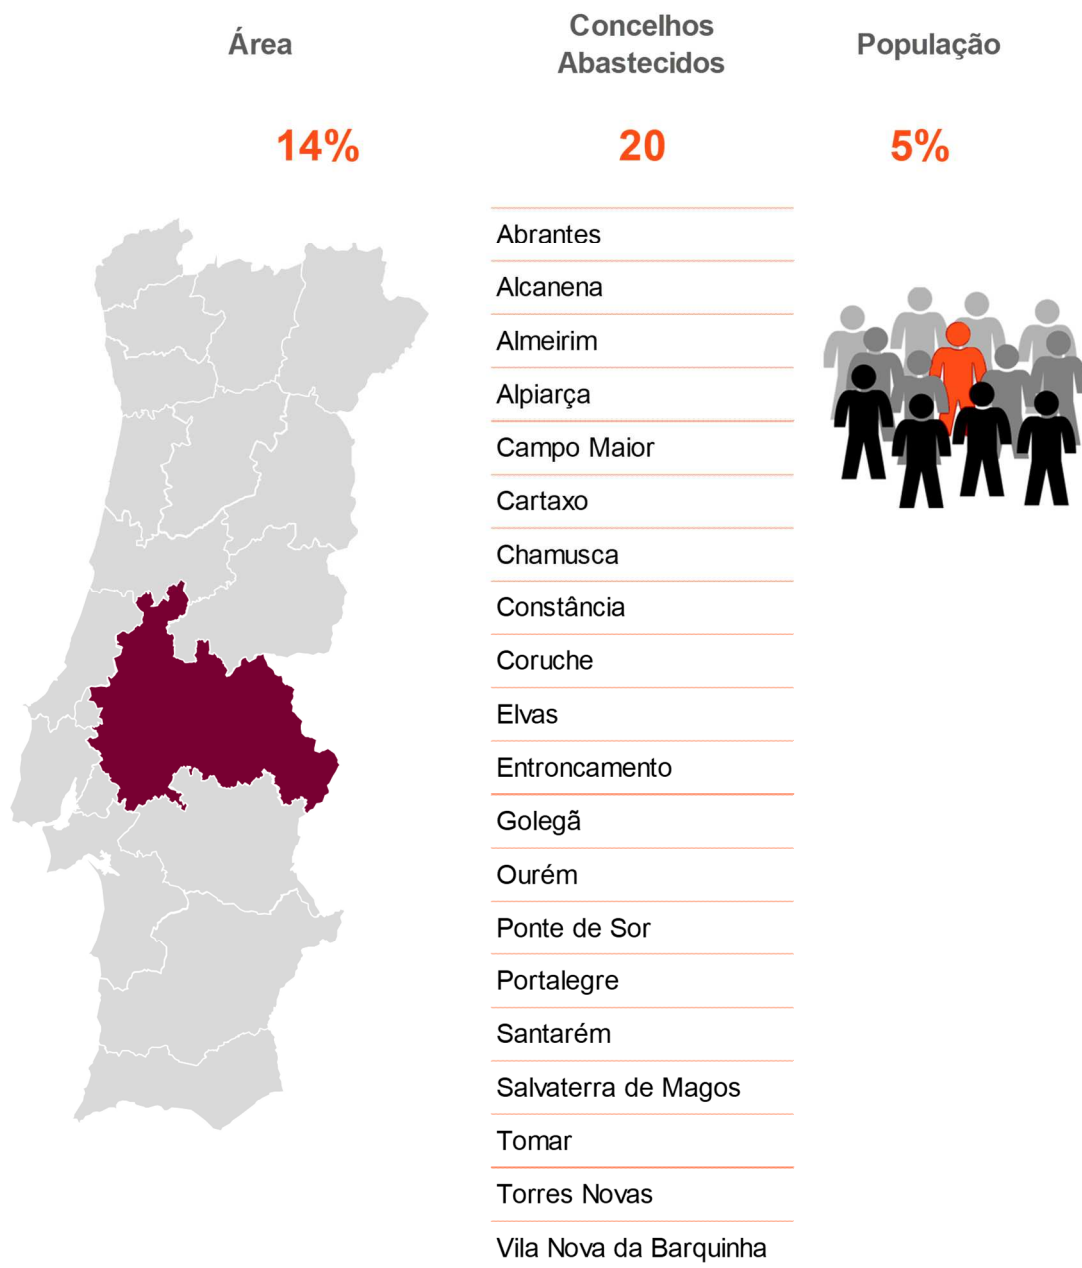 Área
Concelhos
Abastecidos
População
14%
20
5%
Abrantes
Alcanena
Almeirim
Alpiarça
Campo Maior
Cartaxo
Chamusca
Constância
Coruche
Elvas
Entroncamento
Golegã
Ourém
Ponte de Sor
Portalegre
Santarém
Salvaterra de Magos
Tomar
Torres Novas
Vila Nova da Barquinha